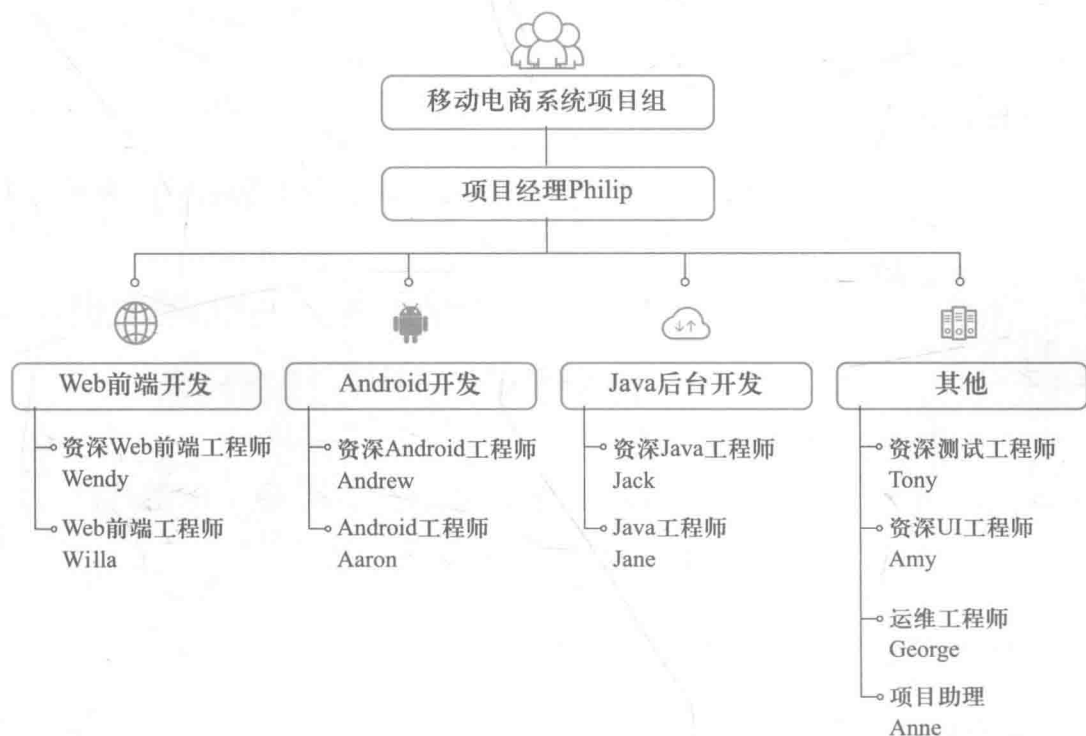 移动电商系统项目组
项目经理Philip
Web前端开发
资深Web前端工程师
Wendy
Web前端工程师
Willa
Android开发
资深Android工程师
Andrew
Android工程师
Aaron
Java后台开发
资深Java工程师
Jack
Java工程师
Jane
其他
资深测试工程师
Tony
资深UI工程师
Amy
运维工程师
George
项目助理
Anne